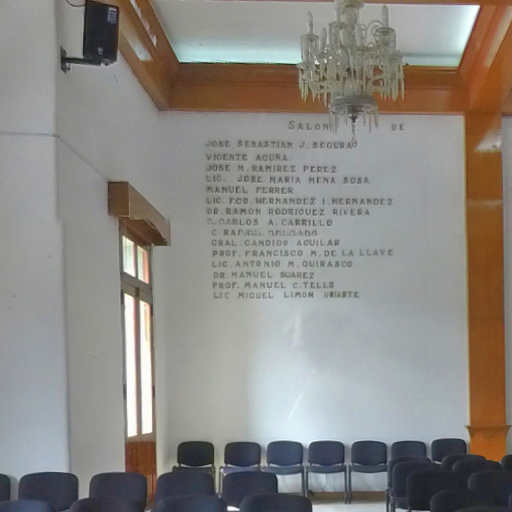 SALON DE
JOSE SEBASTIAN J. SEGURA
VICENTE ACUÑA.
JOSE M. RAMIREZ PEREZ
LIC. JOSE MARIA MENA SOSA
MANUEL FERRER
LIC. FCO. HERNANDEZ I. HERNANDEZ
DR. RAMON RODRIGUEZ RIVERA
C. CARLOS A. CARRILLO
C. RAFAEL DELGADO
GRAL. CANDIDO AGUILAR
PROF. FRANCISCO M. DE LA LLAVE
LIC. ANTONIO M. QUIRASCO
DR. MANUEL SUAREZ
PROF. MANUEL C. TELLO
LIC MIGUEL LIMON URIARTE